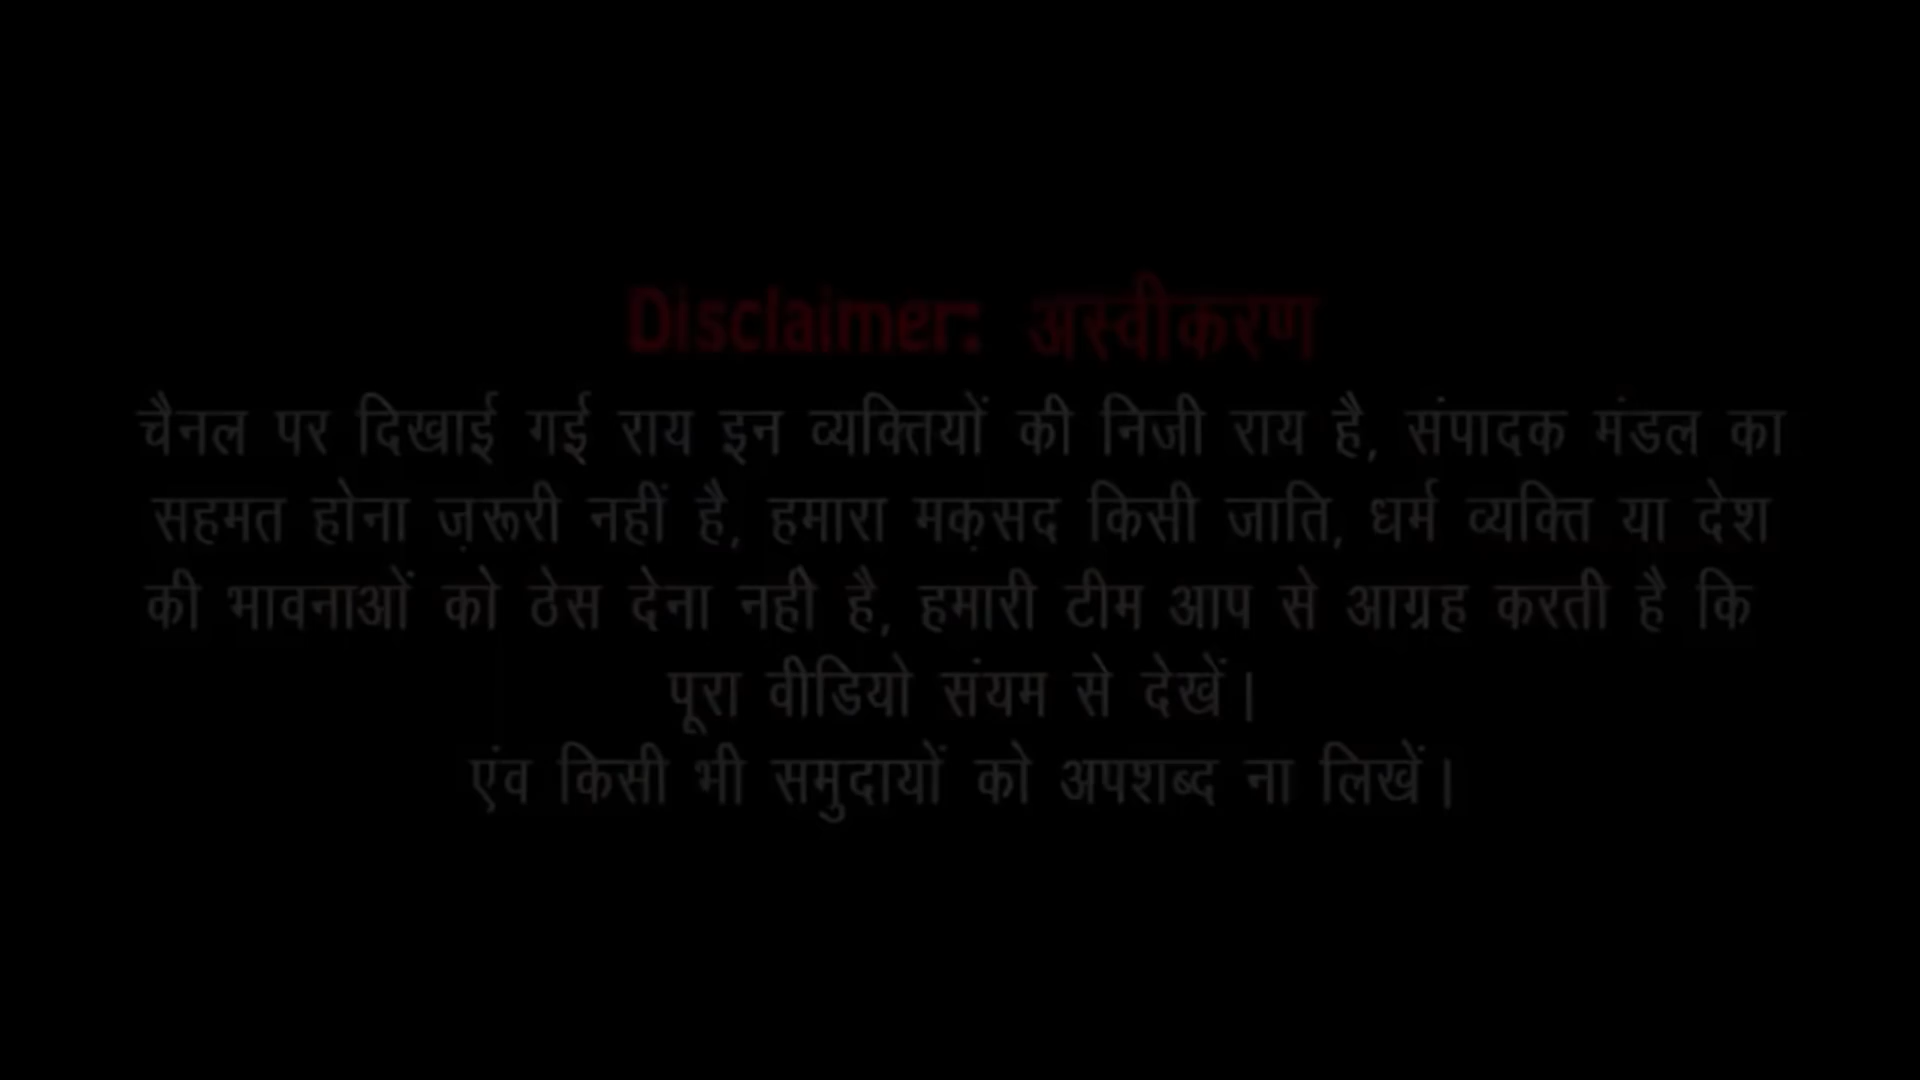 Disclaimer: अस्वीकरण
चैनल पर दिखाई गई राय इन व्यक्तियों की निजी राय है, संपादक मंडल का
सहमत होना ज़रूरी नहीं है, हमारा मक़सद किसी जाति, धर्म व्यक्ति या देश
की भावनाओं को ठेस देना नही है, हमारी टीम आप से आग्रह करती है कि
पूरा वीडियो संयम से देखें।
एंव किसी भी समुदायों को अपशब्द ना लिखें।